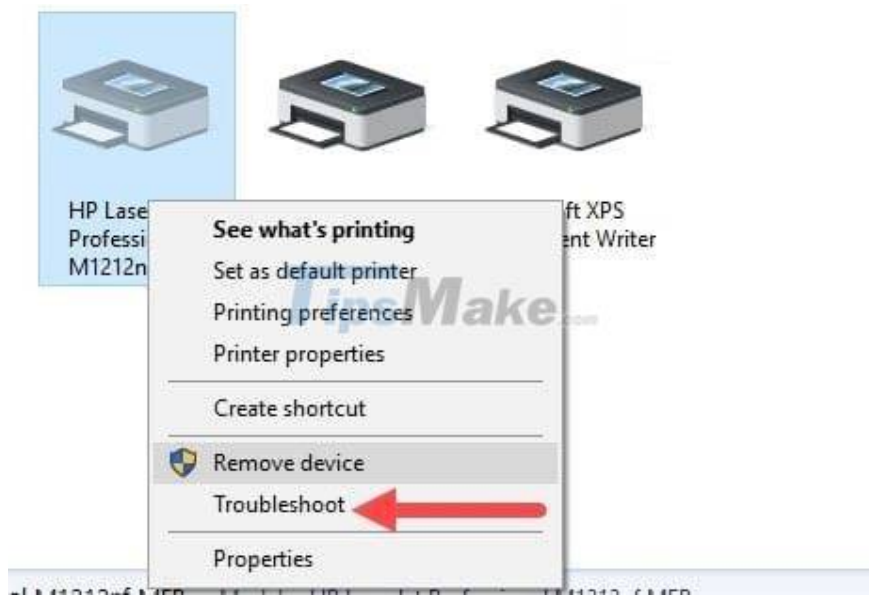 HP Lase
Professi
M1212n
ft XPS
ent Writer
See what's printing
Set as default printer
Printing preferences
Printer properties
Create shortcut
Remove device
Troubleshoot
Properties
TipsMake.com